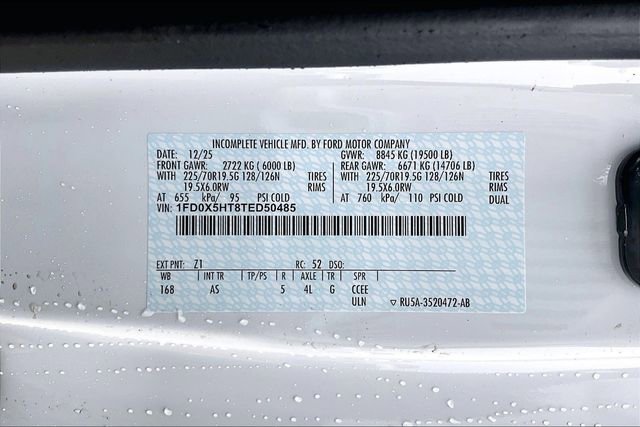 INCOMPLETE VEHICLE MFD. BY FORD MOTOR COMPANY
DATE: 12/25 GVWR: 8845 KG (19500 LB)
FRONT GAWR: 2722 KG ( 6000 LB) REAR GAWR: 6671 KG (14706 LB)
WITH 225/70R19.5G 128/126N TIRES WITH 225/70R19.5G 128/126N TIRES
19.5X6.0RW RIMS 19.5X6.0RW RIMS
AT 655 kPa/ 95 PSI COLD AT 760 kPa/ 110 PSI COLD DUAL
VIN: 1FD0X5HT8TED50485
EXT PNT: Z1 RC: 52 DSO:
WB INT TR TP/PS R AXLE TR SPR
168 AS 5 4L G CCEE
ULN ▽ RU5A-3520472-AB